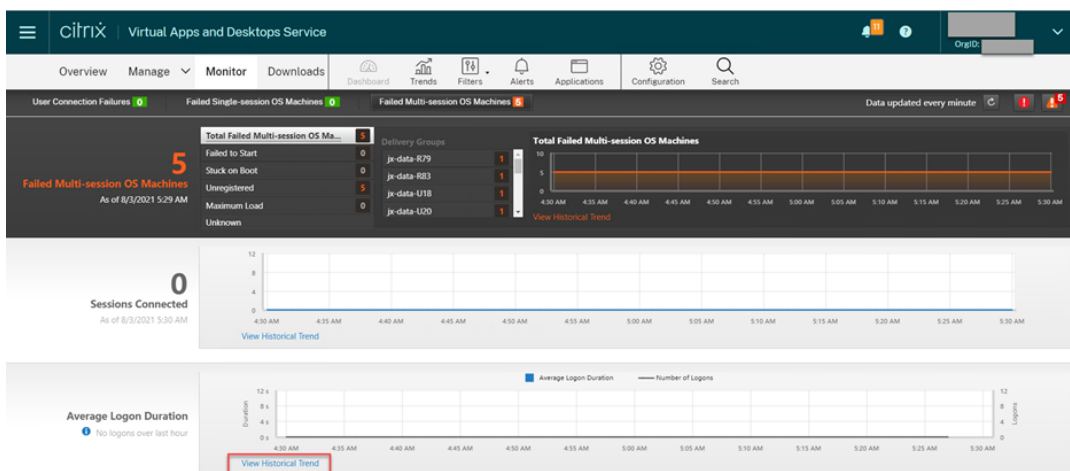 citrix | Virtual Apps and Desktops Service
11
OrgID:
Overview Manage Monitor Downloads Dashboard Trends Filters Alerts Applications Configuration Search
User Connection Failures 0 Failed Single-session OS Machines 0 Failed Multi-session OS Machines 5 Data updated every minute 5
5
Failed Multi-session OS Machines
As of 8/3/2021 5:29 AM
Total Failed Multi-session OS Ma... 5
Failed to Start 0
Stuck on Boot 0
Unregistered 5
Maximum Load 0
Unknown
Delivery Groups
jx-data-R79 1
jx-data-R83 1
jx-data-U18 1
jx-data-U20 1
Total Failed Multi-session OS Machines
10
5
0
4:30 AM 4:35 AM 4:40 AM 4:45 AM 4:50 AM 4:55 AM 5:00 AM 5:05 AM 5:10 AM 5:15 AM 5:20 AM 5:25 AM 5:30 AM
View Historical Trend
0
Sessions Connected
As of 8/3/2021 5:30 AM
12
8
4
0
4:30 AM 4:35 AM 4:40 AM 4:45 AM 4:50 AM 4:55 AM 5:00 AM 5:05 AM 5:10 AM 5:15 AM 5:20 AM 5:25 AM 5:30 AM
View Historical Trend
Average Logon Duration
No logons over last hour
Average Logon Duration Number of Logons
Duration
12 s
8 s
4 s
0 s
12
8
4
0
Logons
4:30 AM 4:35 AM 4:40 AM 4:45 AM 4:50 AM 4:55 AM 5:00 AM 5:05 AM 5:10 AM 5:15 AM 5:20 AM 5:25 AM 5:30 AM
View Historical Trend